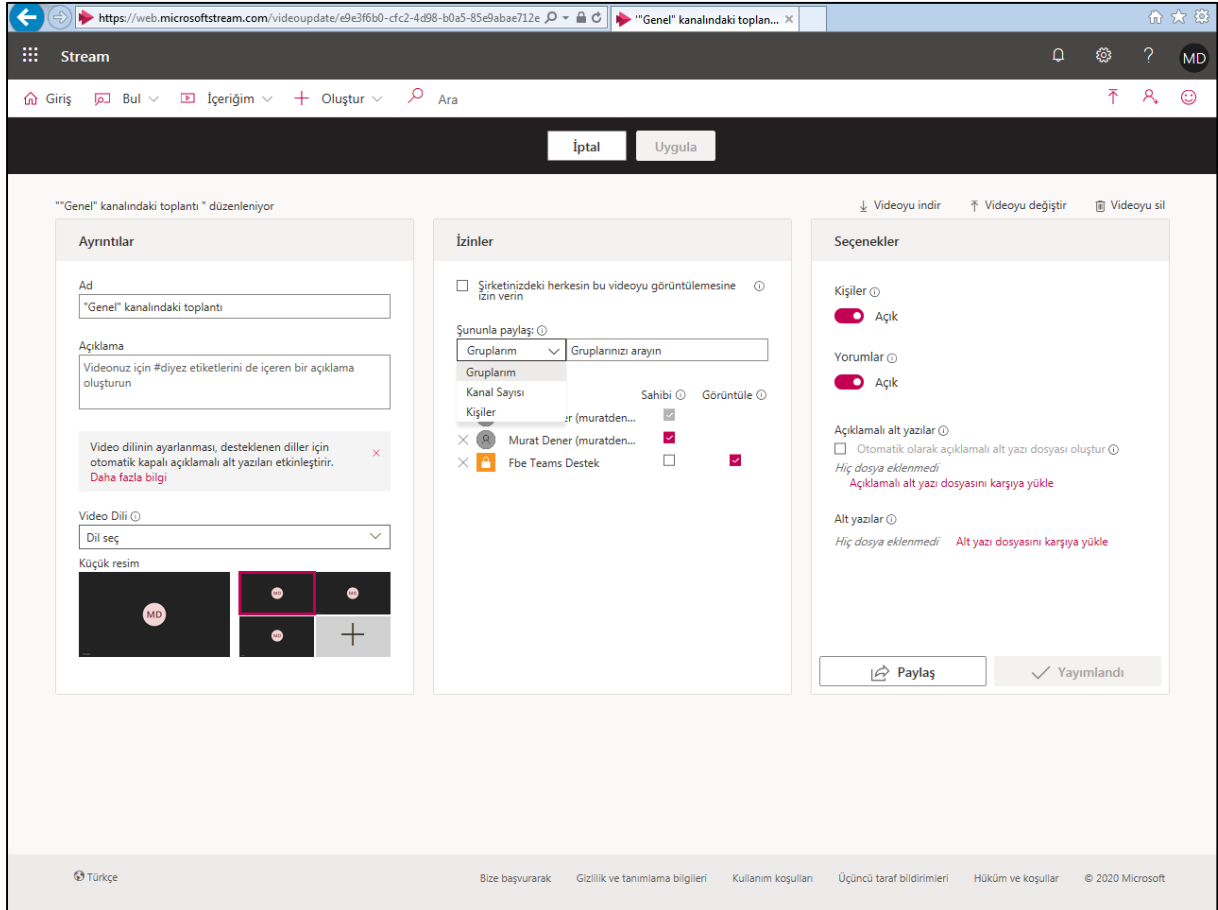 https://web.microsoftstream.com/videoupdate/e9e3f6b0-cfc2-4d98-b0a5-85e9abae712e
"Genel" kanalındaki toplan...
Stream
MD
Giriş Bul İçeriğim Oluştur Ara
İptal Uygula
""Genel" kanalındaki toplantı " düzenleniyor
Videoyu indir Videoyu değiştir Videoyu sil
Ayrıntılar
Ad
"Genel" kanalındaki toplantı
Açıklama
Videonuz için #diyez etiketlerini de içeren bir açıklama
oluşturun
Video dilinin ayarlanması, desteklenen diller için
otomatik kapalı açıklamalı alt yazıları etkinleştirir.
Daha fazla bilgi
Video Dili
Dil seç
Küçük resim
MD
MD
MD
MD
İzinler
Şirketinizdeki herkesin bu videoyu görüntülemesine
izin verin
Şununla paylaş:
Gruplarım Gruplarınızı arayın
Gruplarım
Kanal Sayısı
Kişiler
Sahibi Görüntüle
er (muratden...
Murat Dener (muratden...
Fbe Teams Destek
Seçenekler
Kişiler
Açık
Yorumlar
Açık
Açıklamalı alt yazılar
Otomatik olarak açıklamalı alt yazı dosyası oluştur
Hiç dosya eklenmedi
Açıklamalı alt yazı dosyasını karşıya yükle
Alt yazılar
Hiç dosya eklenmedi Alt yazı dosyasını karşıya yükle
Paylaş Yayımlandı
Türkçe
Bize başvurarak Gizlilik ve tanımlama bilgileri Kullanım koşulları Üçüncü taraf bildirimleri Hüküm ve koşullar © 2020 Microsoft